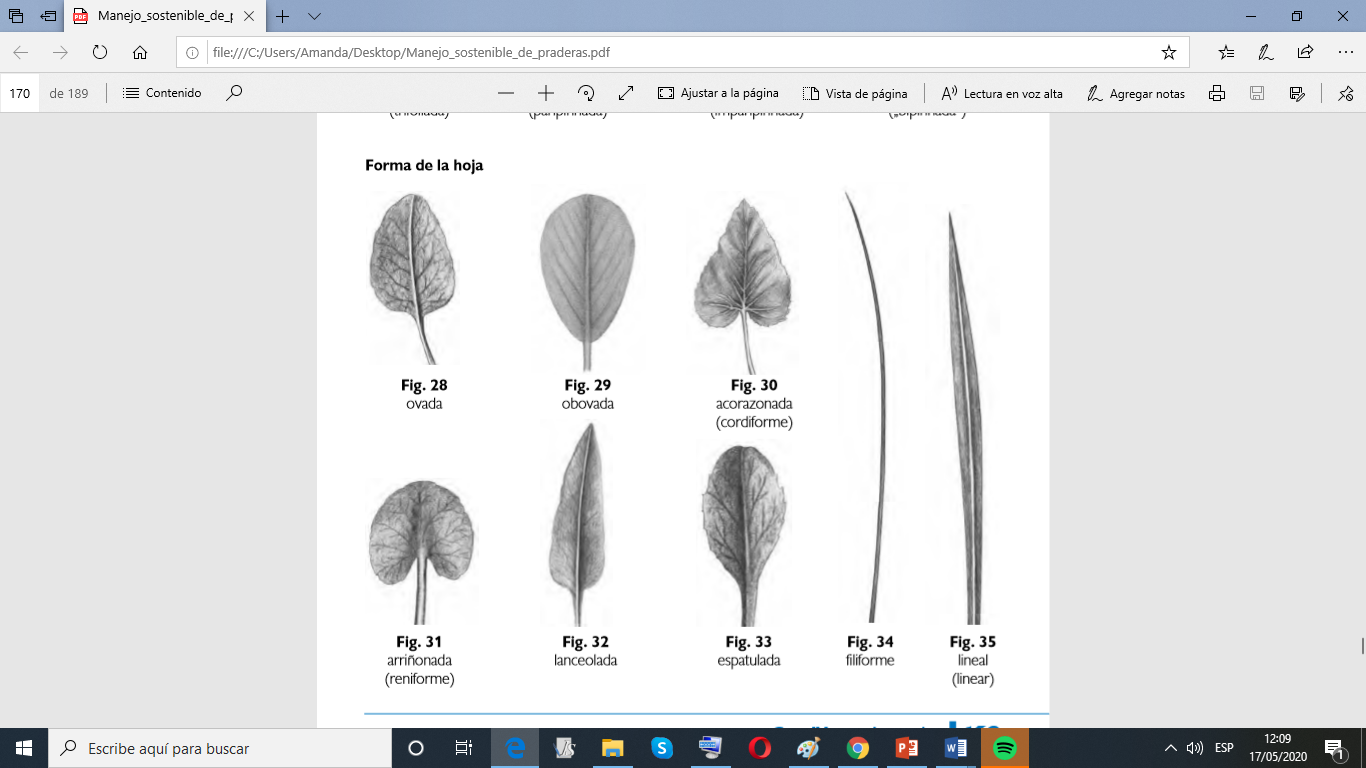 Manejo_sostenible_de_p
file:///C:/Users/Amanda/Desktop/Manejo_sostenible_de_praderas.pdf
170 de 189 Contenido Ajustar a la página Vista de página Lectura en voz alta Agregar notas
Forma de la hoja
Fig. 28
ovada
Fig. 29
obovada
Fig. 30
acorazonada
(cordiforme)
Fig. 31
arriñonada
(reniforme)
Fig. 32
lanceolada
Fig. 33
espatulada
Fig. 34
filiforme
Fig. 35
lineal
(linear)
Escribe aquí para buscar
ESP
12:09
17/05/2020
1